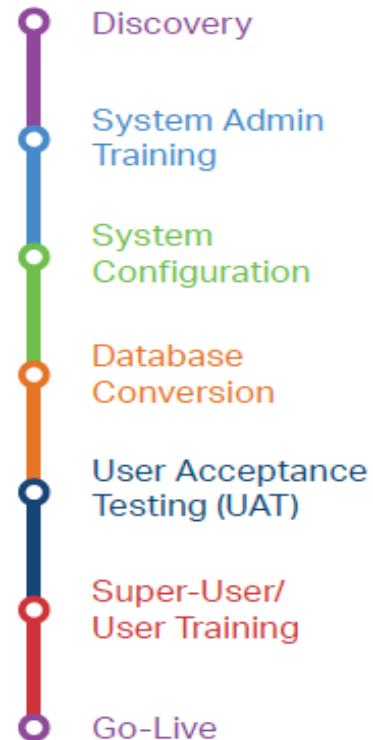 Discovery
System Admin
Training
System
Configuration
Database
Conversion
User Acceptance
Testing (UAT)
Super-User/
User Training
Go-Live